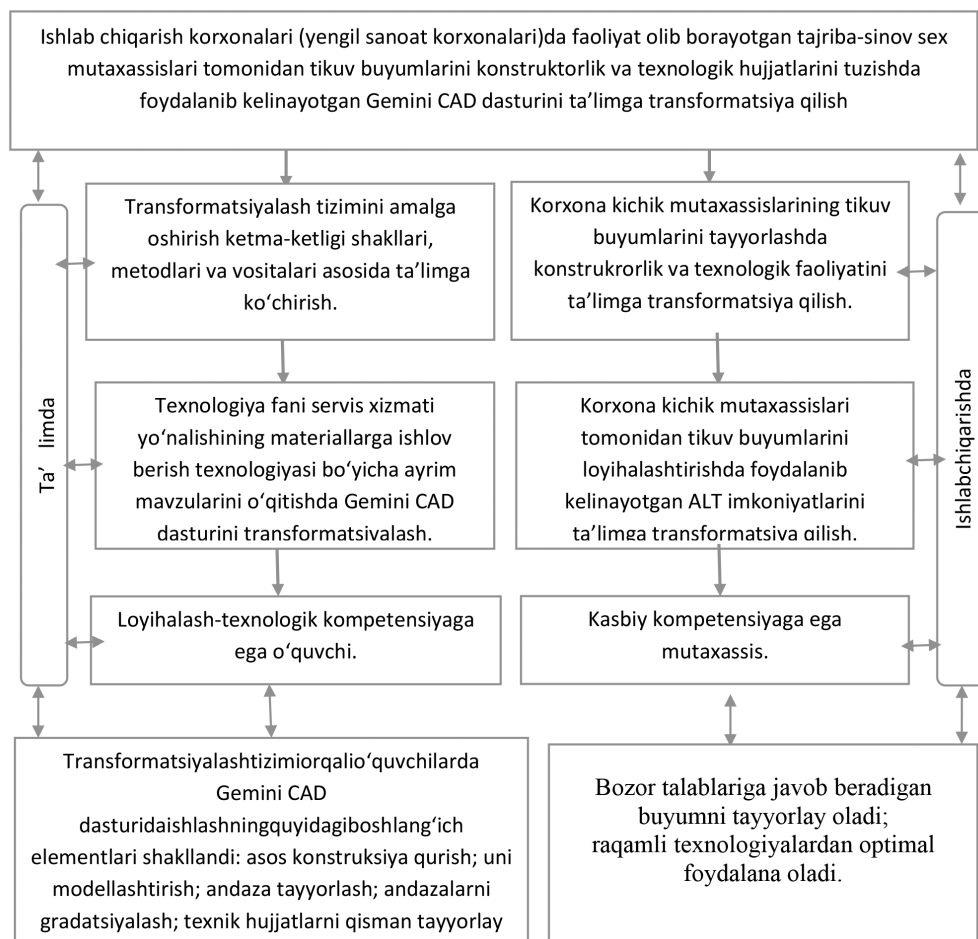 Ishlab chiqarish korxonalari (yengil sanoat korxonalari)da faoliyat olib borayotgan tajriba-sinov sex
mutaxassislari tomonidan tikuv buyumlarini konstruktorlik va texnologik hujjatlarini tuzishda
foydalanib kelinayotgan Gemini CAD dasturini ta’limga transformatsiya qilish
Transformatsiyalash tizimini amalga
oshirish ketma-ketligi shakllari,
metodlari va vositalari asosida ta’limga
ko‘chirish.
Korxona kichik mutaxassislarining tikuv
buyumlarini tayyorlashda
konstrukrorlik va texnologik faoliyatini
ta’limga transformatsiya qilish.
Ta’ limda
Texnologiya fani servis xizmati
yo‘nalishining materiallarga ishlov
berish texnologiyasi bo‘yicha ayrim
mavzularini o‘qitishda Gemini CAD
dasturini transformatsiyalash.
Korxona kichik mutaxassislari
tomonidan tikuv buyumlarini
loyihalashtirishda foydalanib
kelinayotgan ALT imkoniyatlarini
ta’limga transformatsiya qilish.
Ishlabchiqarishda
Loyihalash-texnologik kompetensiyaga
ega o‘quvchi.
Kasbiy kompetensiyaga ega
mutaxassis.
Transformatsiyalashtizimiorqalio‘quvchilarda
Gemini CAD
dasturidaishlashningquyidagiboshlang‘ich
elementlari shakllandi: asos konstruksiya qurish; uni
modellashtirish; andaza tayyorlash; andazalarni
gradatsiyalash; texnik hujjatlarni qisman tayyorlay
Bozor talablariga javob beradigan
buyumni tayyorlay oladi;
raqamli texnologiyalardan optimal
foydalana oladi.